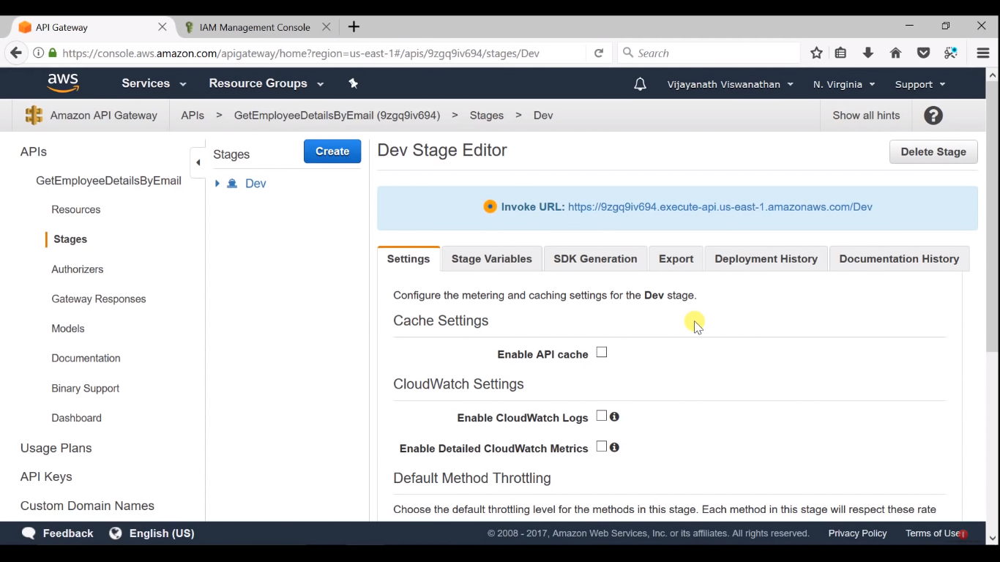 API Gateway
IAM Management Console
https://console.aws.amazon.com/apigateway/home?region=us-east-1#/apis/9zgq9iv694/stages/Dev
Search
aws
Services
Resource Groups
Vijayanath Viswanathan
N. Virginia
Support
Amazon API Gateway
APIs > GetEmployeeDetailsByEmail (9zgq9iv694) > Stages > Dev
Show all hints
?
APIs
GetEmployeeDetailsByEmail
Resources
Stages
Authorizers
Gateway Responses
Models
Documentation
Binary Support
Dashboard
Usage Plans
API Keys
Custom Domain Names
Stages
Create
Dev
Dev Stage Editor
Delete Stage
Invoke URL: https://9zgq9iv694.execute-api.us-east-1.amazonaws.com/Dev
Settings
Stage Variables
SDK Generation
Export
Deployment History
Documentation History
Configure the metering and caching settings for the Dev stage.
Cache Settings
Enable API cache
CloudWatch Settings
Enable CloudWatch Logs
Enable Detailed CloudWatch Metrics
Default Method Throttling
Choose the default throttling level for the methods in this stage. Each method in this stage will respect these rate
Feedback
English (US)
© 2008 - 2017, Amazon Web Services, Inc. or its affiliates. All rights reserved.
Privacy Policy
Terms of Use